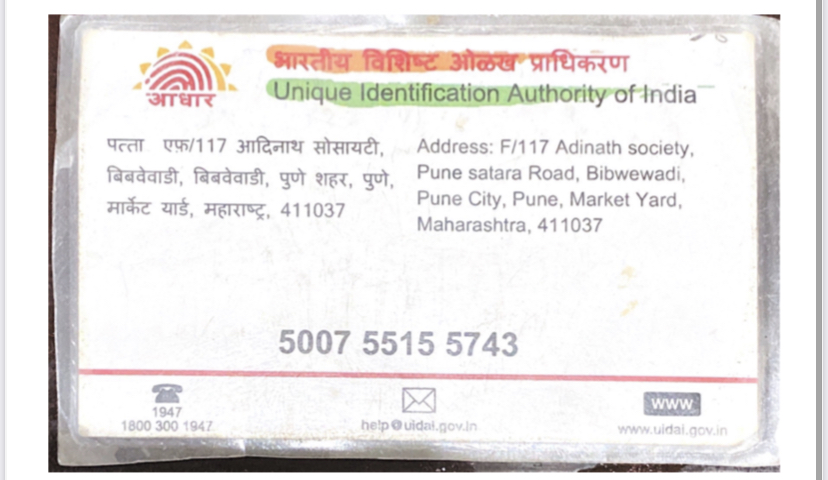 आधार
भारतीय विशिष्ट ओळख प्राधिकरण
Unique Identification Authority of India
पत्ता एफ़/117 आदिनाथ सोसायटी,
बिबवेवाडी, बिबवेवाडी, पुणे शहर, पुणे,
मार्केट यार्ड, महाराष्ट्र, 411037
Address: F/117 Adinath society,
Pune satara Road, Bibwewadi,
Pune City, Pune, Market Yard,
Maharashtra, 411037
5007 5515 5743
1947
1800 300 1947
help@uidai.gov.in
www
www.uidai.gov.in